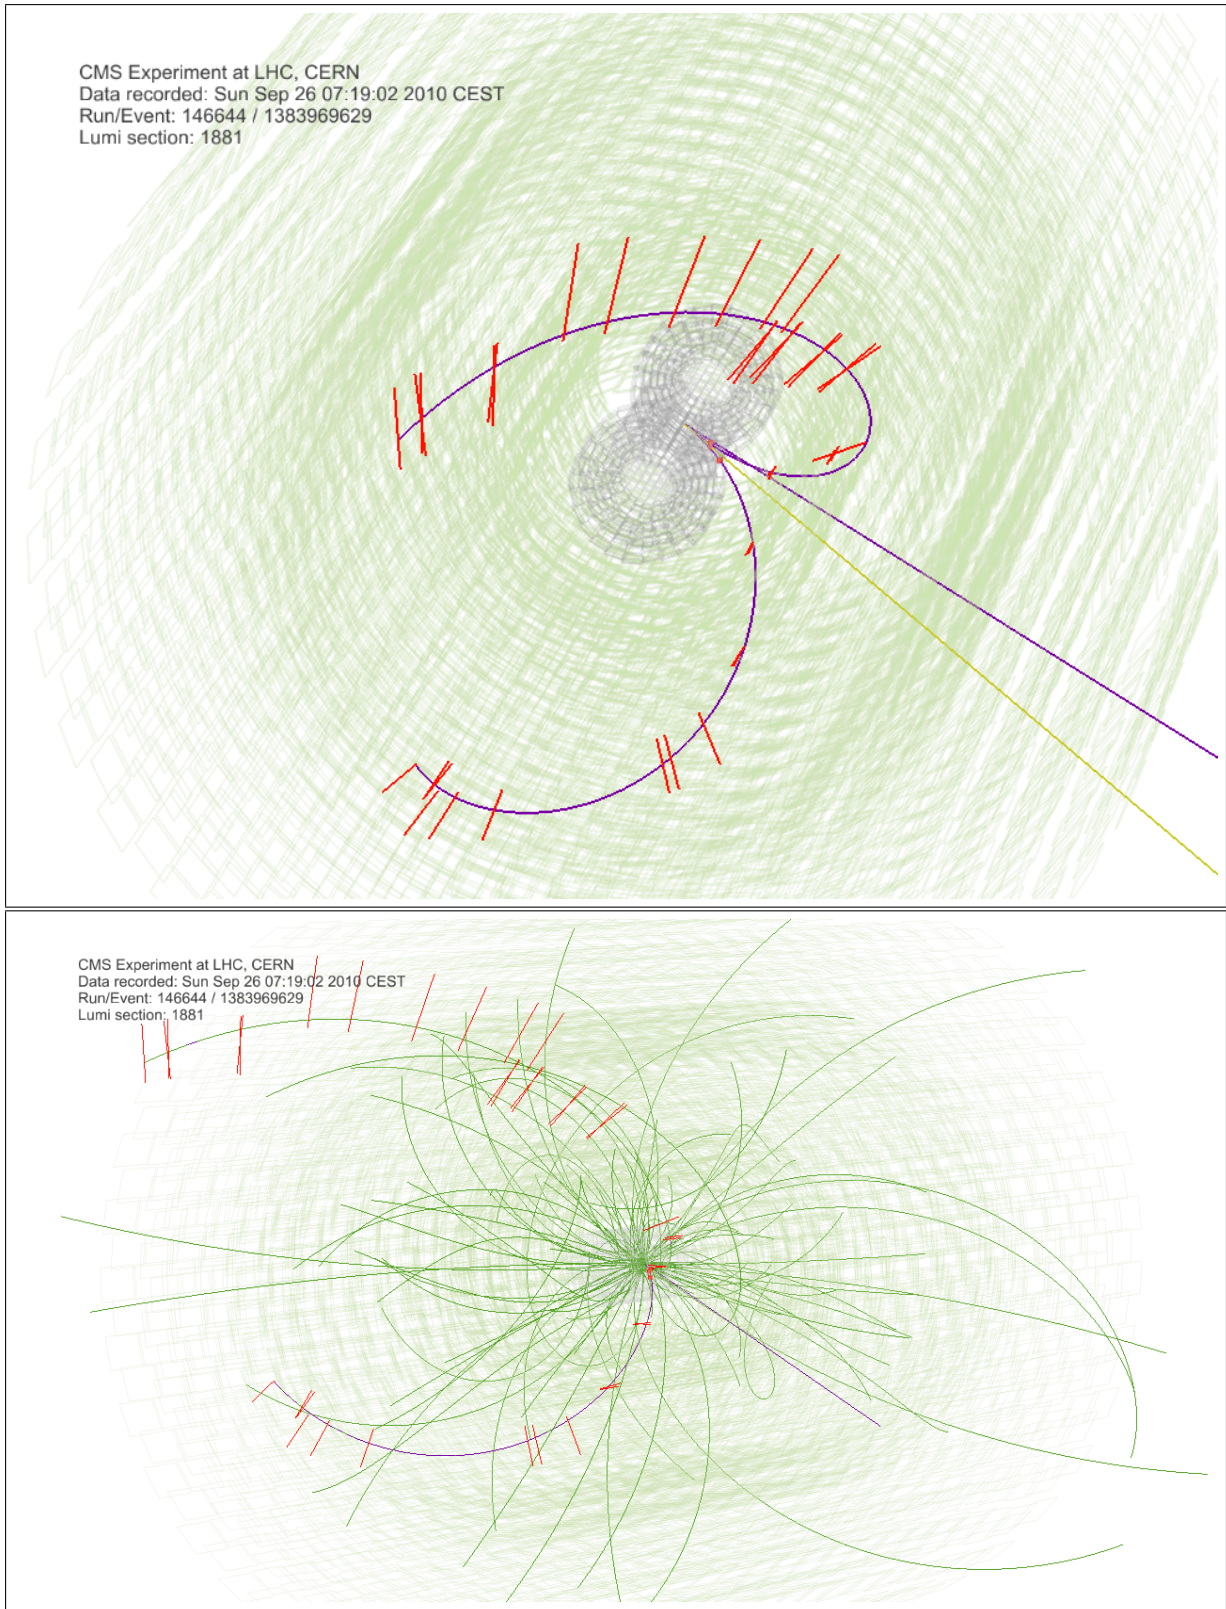 CMS Experiment at LHC, CERN
Data recorded: Sun Sep 26 07:19:02 2010 CEST
Run/Event: 146644 / 1383969629
Lumi section: 1881
CMS Experiment at LHC, CERN
Data recorded: Sun Sep 26 07:19:02 2010 CEST
Run/Event: 146644 / 1383969629
Lumi section: 1881